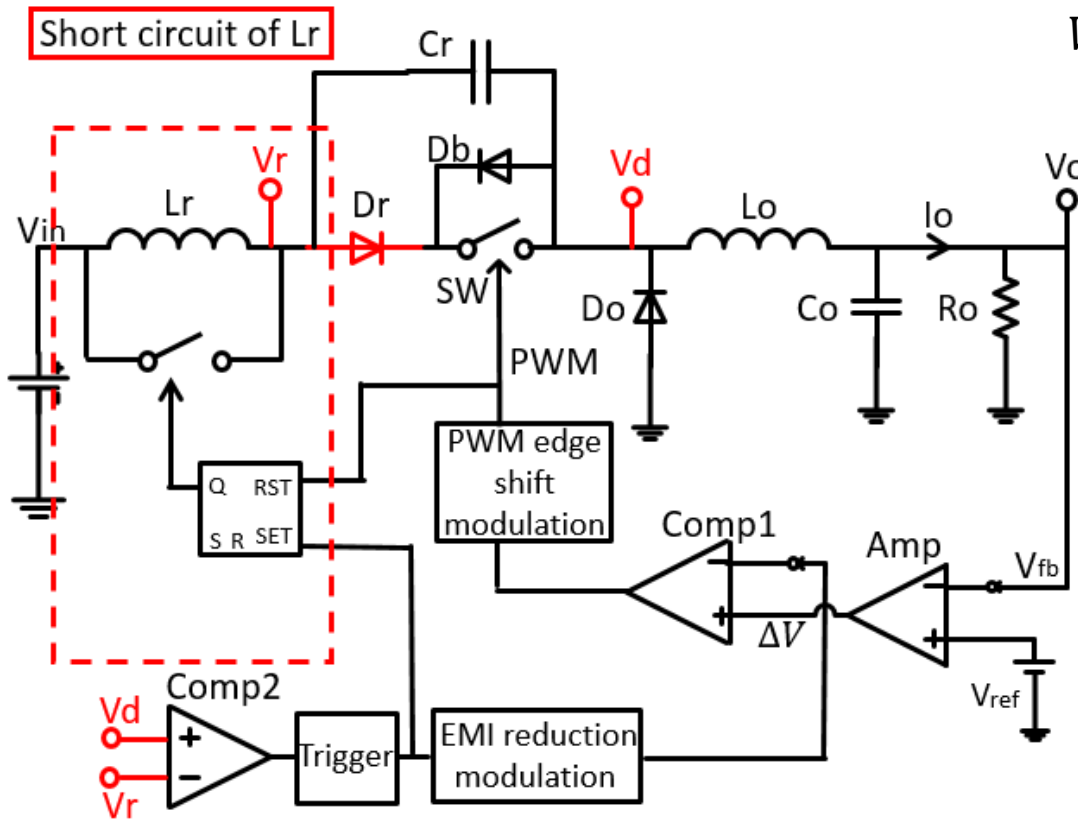 Short circuit of Lr
V
Cr
Db
Vr
Vd
Vo
Lr
Dr
Lo
Io
Vin
SW
Do
Co
Ro
PWM
PWM edge
shift
modulation
Q RST
S R SET
Comp1
Amp
Vfb
ΔV
Vref
Comp2
Vd
Vr
Trigger
EMI reduction
modulation